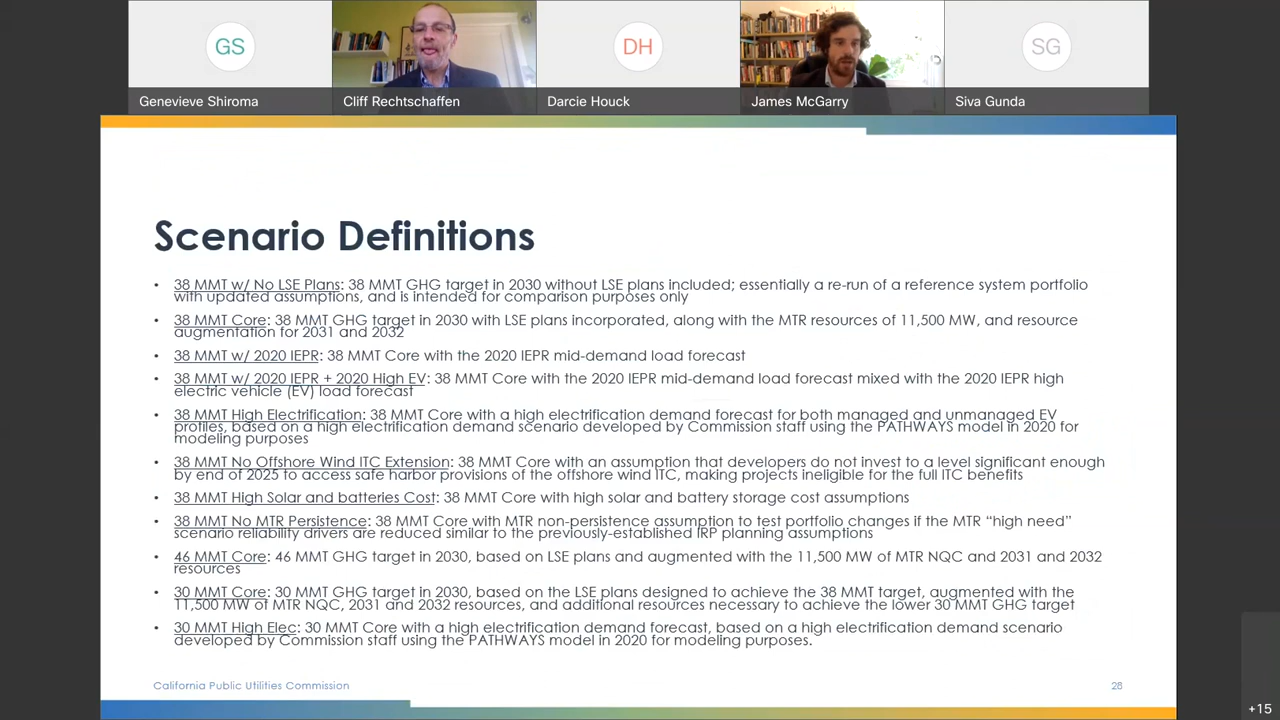 GS
DH
SG
Genevieve Shiroma
Cliff Rechtschaffen
Darcie Houck
James McGarry
Siva Gunda
Scenario Definitions
• 38 MMT w/ No LSE Plans: 38 MMT GHG target in 2030 without LSE plans included; essentially a re-run of a reference system portfolio
with updated assumptions, and is intended for comparison purposes only
• 38 MMT Core: 38 MMT GHG target in 2030 with LSE plans incorporated, along with the MTR resources of 11,500 MW, and resource
augmentation for 2031 and 2032
• 38 MMT w/ 2020 IEPR: 38 MMT Core with the 2020 IEPR mid-demand load forecast
• 38 MMT w/ 2020 IEPR + 2020 High EV: 38 MMT Core with the 2020 IEPR mid-demand load forecast mixed with the 2020 IEPR high
electric vehicle (EV) load forecast
• 38 MMT High Electrification: 38 MMT Core with a high electrification demand forecast for both managed and unmanaged EV
profiles, based on a high electrification demand scenario developed by Commission staff using the PATHWAYS model in 2020 for
modeling purposes
• 38 MMT No Offshore Wind ITC Extension: 38 MMT Core with an assumption that developers do not invest to a level significant enough
by end of 2025 to access safe harbor provisions of the offshore wind ITC, making projects ineligible for the full ITC benefits
• 38 MMT High Solar and batteries Cost: 38 MMT Core with high solar and battery storage cost assumptions
• 38 MMT No MTR Persistence: 38 MMT Core with MTR non-persistence assumption to test portfolio changes if the MTR “high need”
scenario reliability drivers are reduced similar to the previously-established IRP planning assumptions
• 46 MMT Core: 46 MMT GHG target in 2030, based on LSE plans and augmented with the 11,500 MW of MTR NQC and 2031 and 2032
resources
• 30 MMT Core: 30 MMT GHG target in 2030, based on the LSE plans designed to achieve the 38 MMT target, augmented with the
11,500 MW of MTR NQC, 2031 and 2032 resources, and additional resources necessary to achieve the lower 30 MMT GHG target
• 30 MMT High Elec: 30 MMT Core with a high electrification demand forecast, based on a high electrification demand scenario
developed by Commission staff using the PATHWAYS model in 2020 for modeling purposes.
California Public Utilities Commission
28
+15